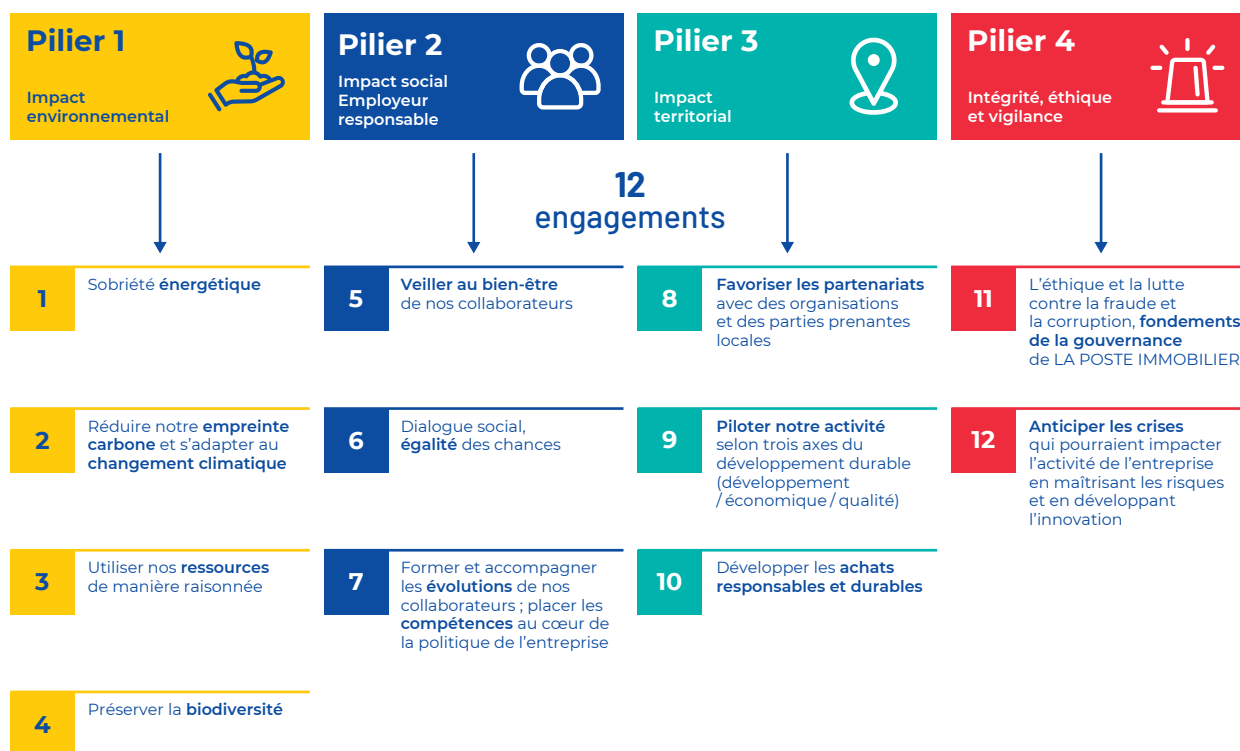 Pilier 1
Impact
environnemental
Pilier 2
Impact social
Employeur
responsable
Pilier 3
Impact
territorial
Pilier 4
Intégrité, éthique
et vigilance
12
engagements
1
Sobriété énergétique
2
Réduire notre empreinte
carbone et s’adapter au
changement climatique
3
Utiliser nos ressources
de manière raisonnée
4
Préserver la biodiversité
5
Veiller au bien-être
de nos collaborateurs
6
Dialogue social,
égalité des chances
7
Former et accompagner
les évolutions de nos
collaborateurs ; placer les
compétences au cœur de
la politique de l’entreprise
8
Favoriser les partenariats
avec des organisations
et des parties prenantes
locales
9
Piloter notre activité
selon trois axes du
développement durable
(développement
/ économique / qualité)
10
Développer les achats
responsables et durables
11
L’éthique et la lutte
contre la fraude et
la corruption, fondements
de la gouvernance
de LA POSTE IMMOBILIER
12
Anticiper les crises
qui pourraient impacter
l’activité de l’entreprise
en maîtrisant les risques
et en développant
l’innovation